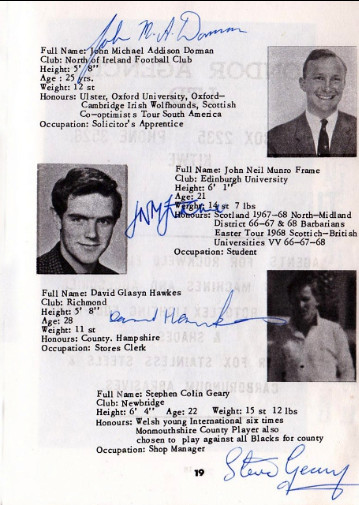 John M. A. Dorman
Full Name: John Michael Addison Dorman
Club: North of Ireland Football Club
Height: 5' 8"
Age : 25 yrs.
Weight: 12 st
Honours: Ulster, Oxford University, Oxford-
Cambridge Irish Wolfhounds, Scottish
Co-optimists Tour South America
Occupation: Solicitor's Apprentice
Full Name: John Neil Munro Frame
Club: Edinburgh University
Height: 6' 1"
Age: 21
Weight: 14 st 7 lbs
Honours: Scotland 1967-68 North-Midland
District 66-67 & 68 Barbarians
Easter Tour 1968 Scottich-British
Universities VV 66-67-68
Occupation: Student
Full Name: David Glasyn Hawkes
Club: Richmond
Height: 5' 8"
Age: 28
Weight: 11 st
Honours: County. Hampshire
Occupation: Stores Clerk
David Hawkes
Full Name: Stephen Colin Geary
Club: Newbridge
Height: 6' 4" Age: 22 Weight: 15 st 12 lbs
Honours: Welsh young International six times
Monmouthshire County Player also
chosen to play against all Blacks for county
Occupation: Shop Manager
19
Steve Geary